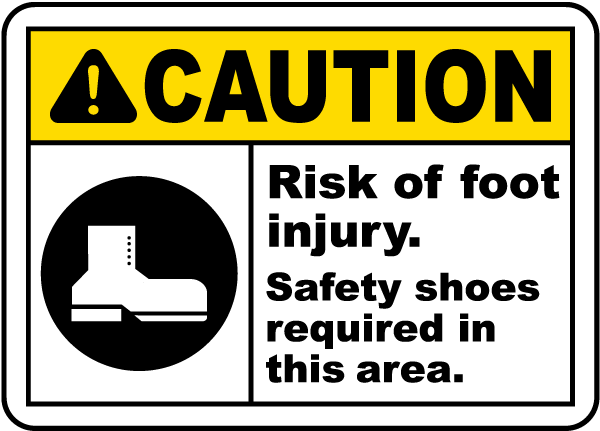 CAUTION
Risk of foot
injury.
Safety shoes
required in
this area.